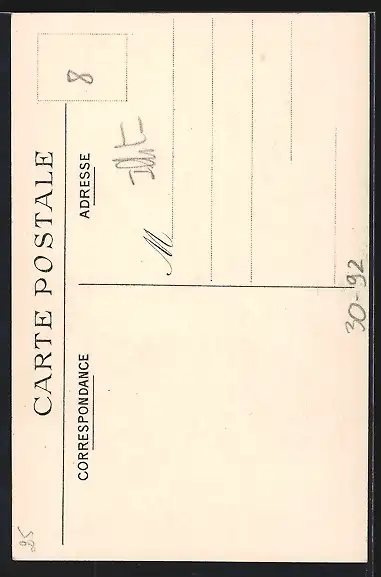 CARTE POSTALE
CORRESPONDANCE
ADRESSE
M
8
30-92